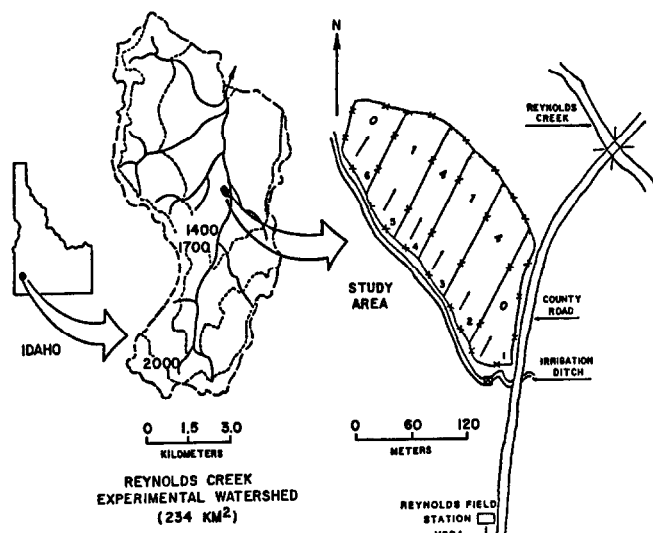 N
REYNOLDS
CREEK
0
1
4
1
4
0
6
5
4
3
2
1
1400
1700
2000
STUDY
AREA
COUNTY
ROAD
IRRIGATION
DITCH
IDAHO
0 1.5 3.0
KILOMETERS
0 60 120
METERS
REYNOLDS CREEK
EXPERIMENTAL WATERSHED
(234 KM²)
REYNOLDS FIELD
STATION